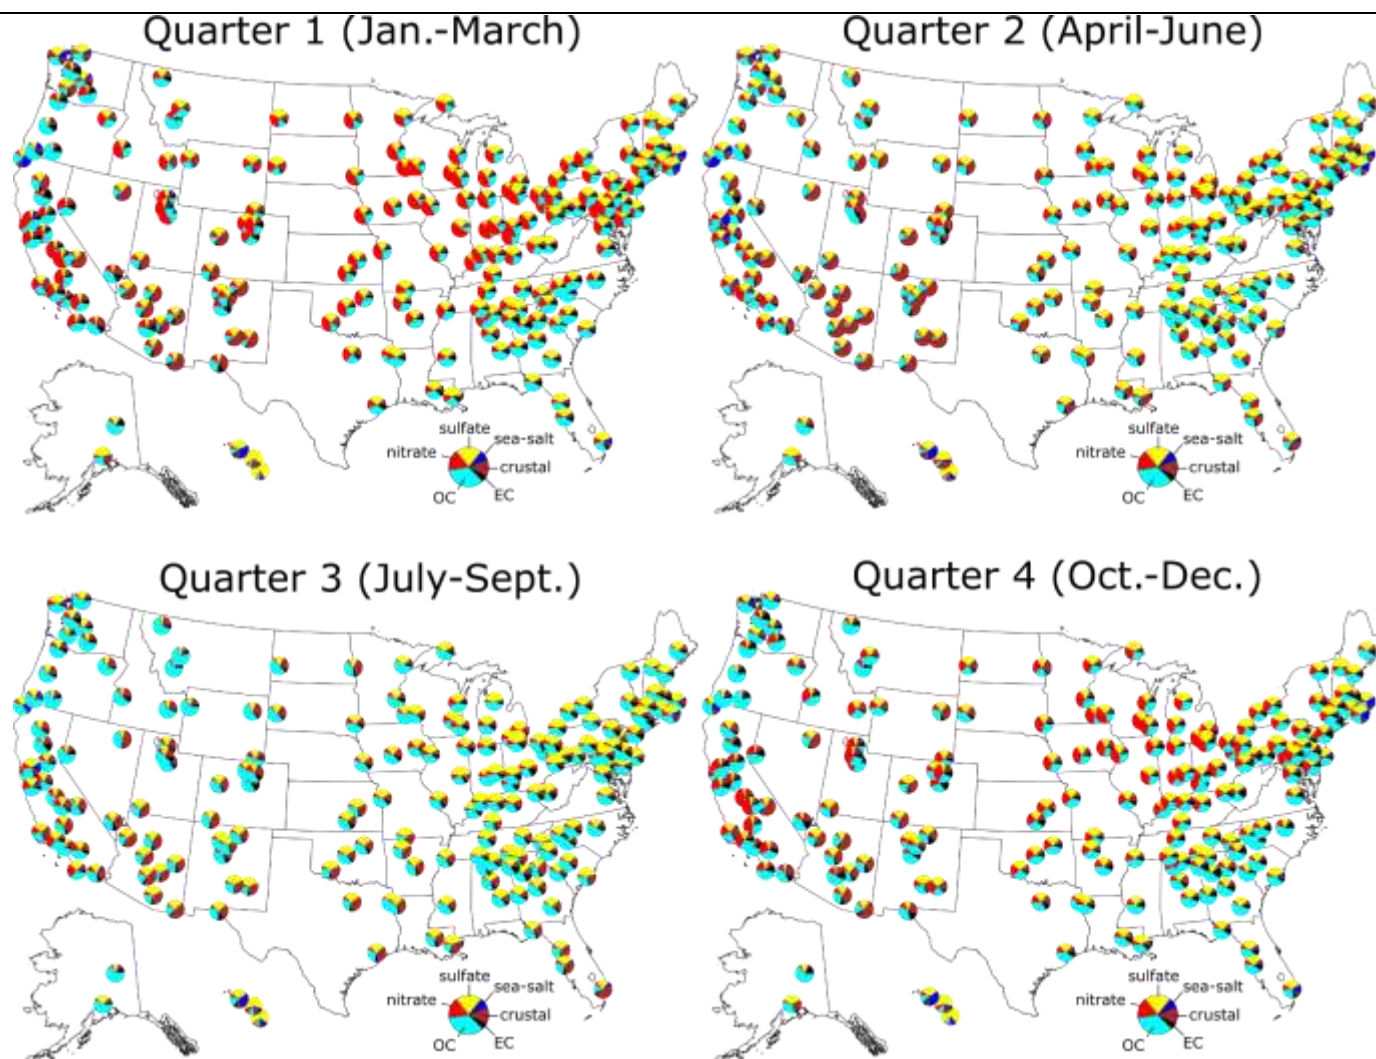 Quarter 1 (Jan.-March)
Quarter 2 (April-June)
sulfate
sea-salt
nitrate
crustal
OC
EC
sulfate
sea-salt
nitrate
crustal
OC
EC
Quarter 3 (July-Sept.)
Quarter 4 (Oct.-Dec.)
sulfate
sea-salt
nitrate
crustal
OC
EC
sulfate
sea-salt
nitrate
crustal
OC
EC